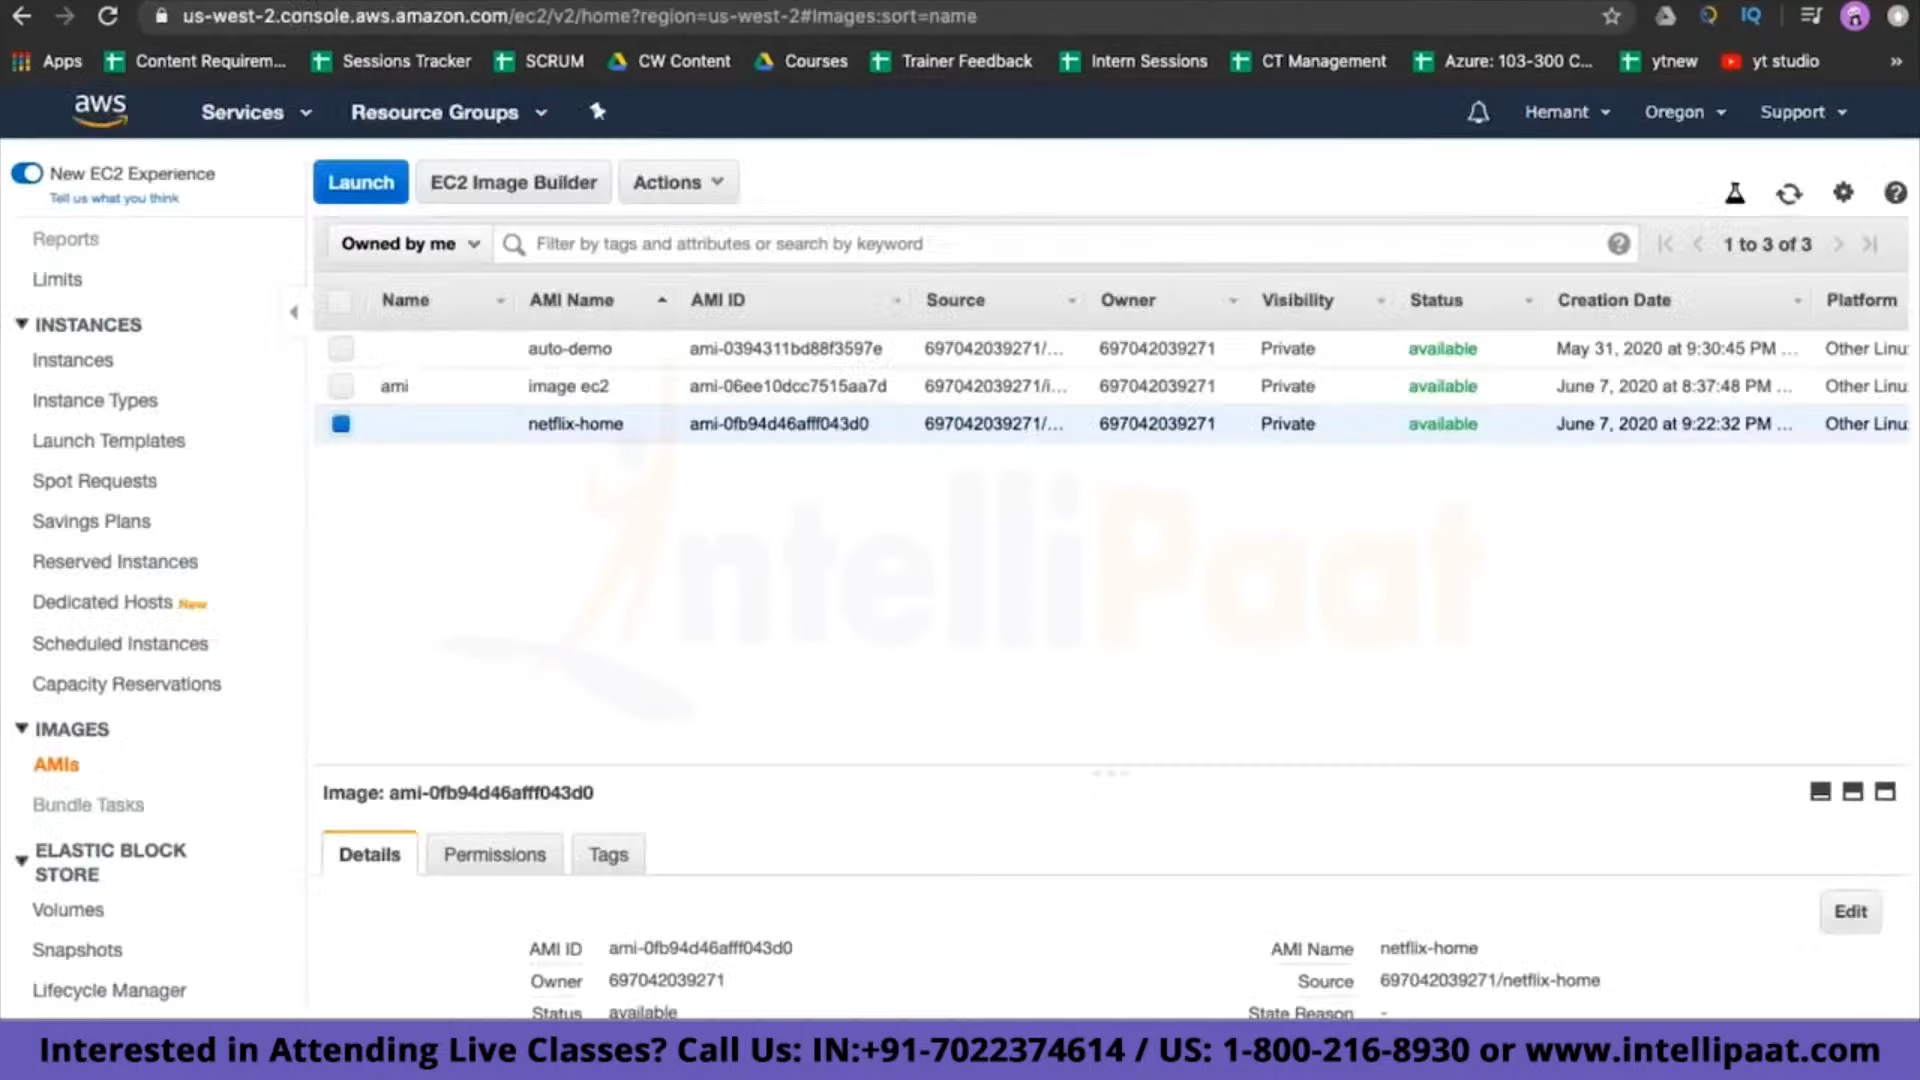 us-west-2.console.aws.amazon.com/ec2/v2/home?region=us-west-2#Images:sort=name
Apps Content Requirem... Sessions Tracker SCRUM CW Content Courses Trainer Feedback Intern Sessions CT Management Azure: 103-300 C... ytnew yt studio »
aws Services Resource Groups Hemant Oregon Support
New EC2 Experience
Tell us what you think
Reports
Limits
INSTANCES
Instances
Instance Types
Launch Templates
Spot Requests
Savings Plans
Reserved Instances
Dedicated Hosts New
Scheduled Instances
Capacity Reservations
IMAGES
AMIs
Bundle Tasks
ELASTIC BLOCK
STORE
Volumes
Snapshots
Lifecycle Manager
Launch EC2 Image Builder Actions
Owned by me Filter by tags and attributes or search by keyword 1 to 3 of 3
Name AMI Name AMI ID Source Owner Visibility Status Creation Date Platform
auto-demo ami-0394311bd88f3597e 697042039271/... 697042039271 Private available May 31, 2020 at 9:30:45 PM ... Other Linu
ami image ec2 ami-06ee10dcc7515aa7d 697042039271/i... 697042039271 Private available June 7, 2020 at 8:37:48 PM ... Other Linu
netflix-home ami-0fb94d46afff043d0 697042039271/... 697042039271 Private available June 7, 2020 at 9:22:32 PM ... Other Linu
intelliPaat
Image: ami-0fb94d46afff043d0
Details Permissions Tags
Edit
AMI ID ami-0fb94d46afff043d0 AMI Name netflix-home
Owner 697042039271 Source 697042039271/netflix-home
Status available State Reason -
Interested in Attending Live Classes? Call Us: IN:+91-7022374614 / US: 1-800-216-8930 or www.intellipaat.com